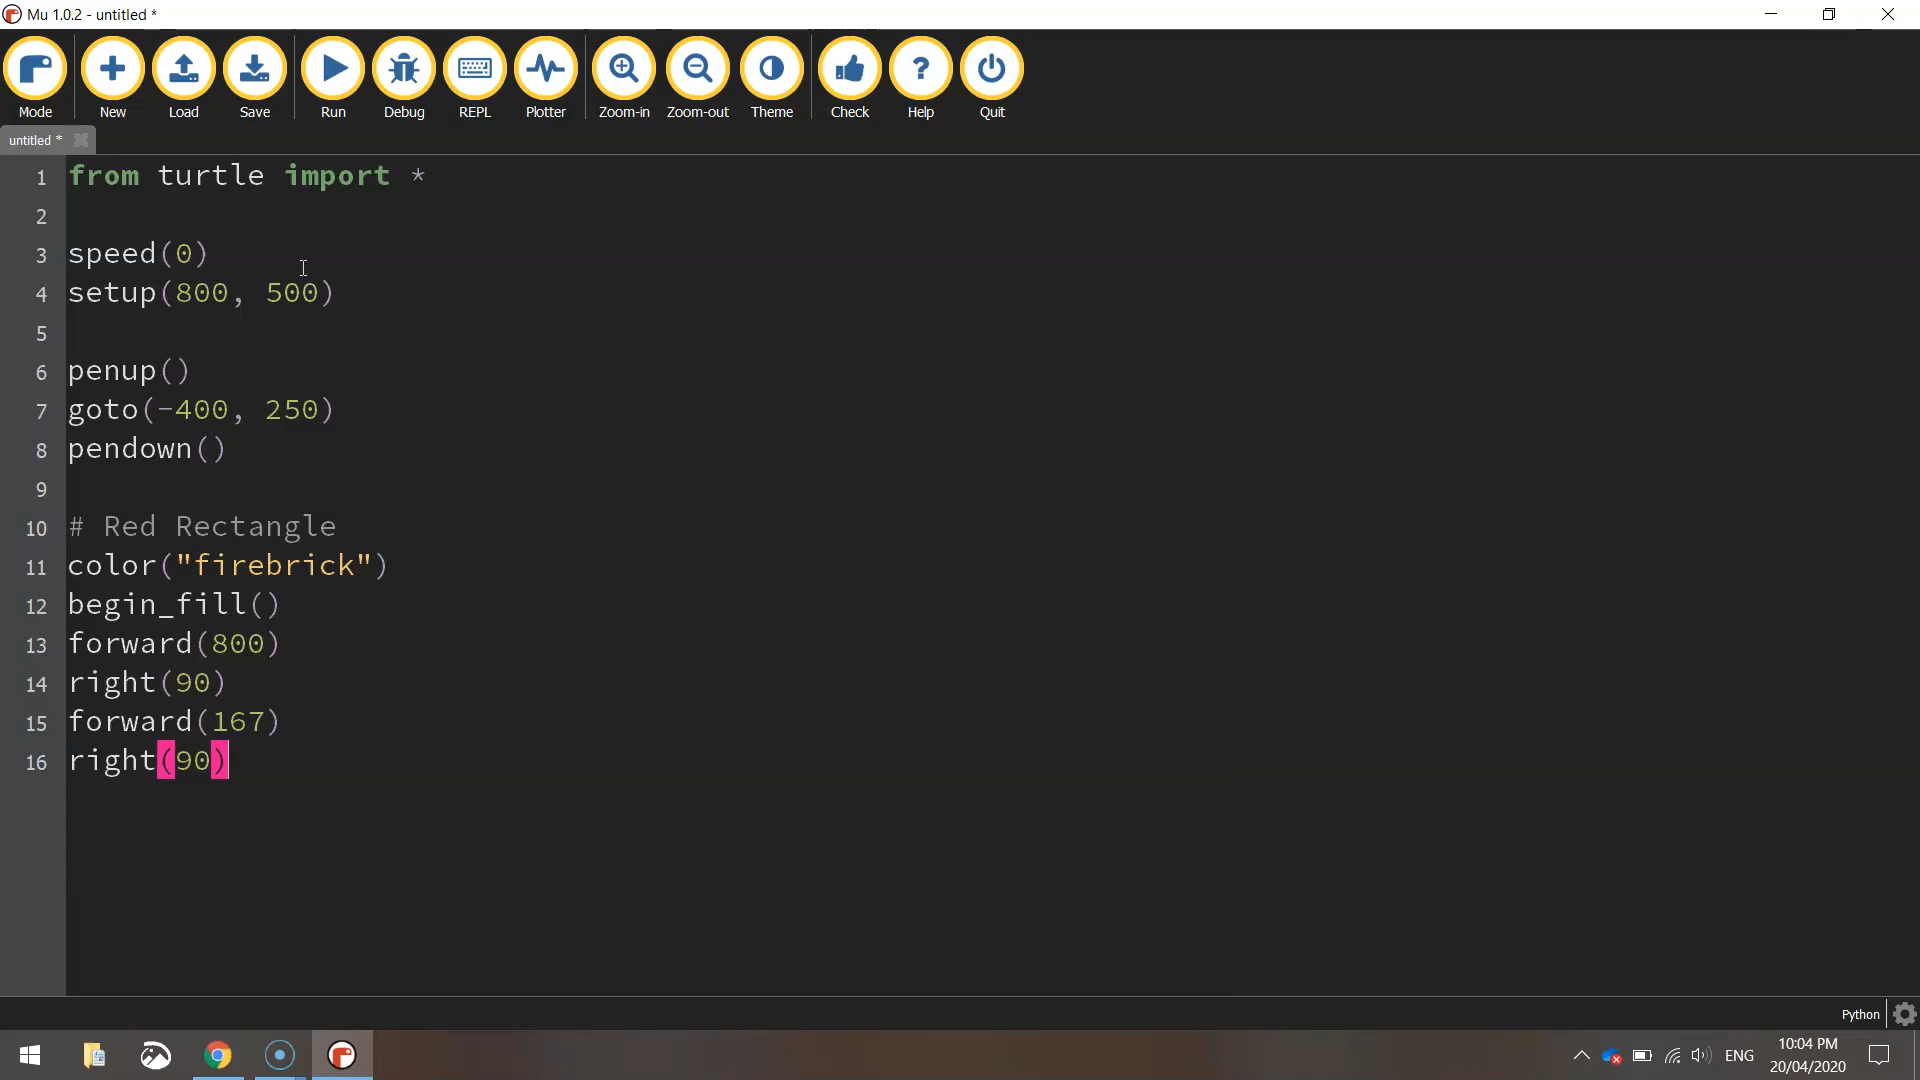 Mu 1.0.2 - untitled *
Mode New Load Save Run Debug REPL Plotter Zoom-in Zoom-out Theme Check Help Quit
untitled *
1 from turtle import *
2
3 speed(0)
4 setup(800, 500)
5
6 penup()
7 goto(-400, 250)
8 pendown()
9
10 # Red Rectangle
11 color("firebrick")
12 begin_fill()
13 forward(800)
14 right(90)
15 forward(167)
16 right(90)
Python
ENG
10:04 PM
20/04/2020